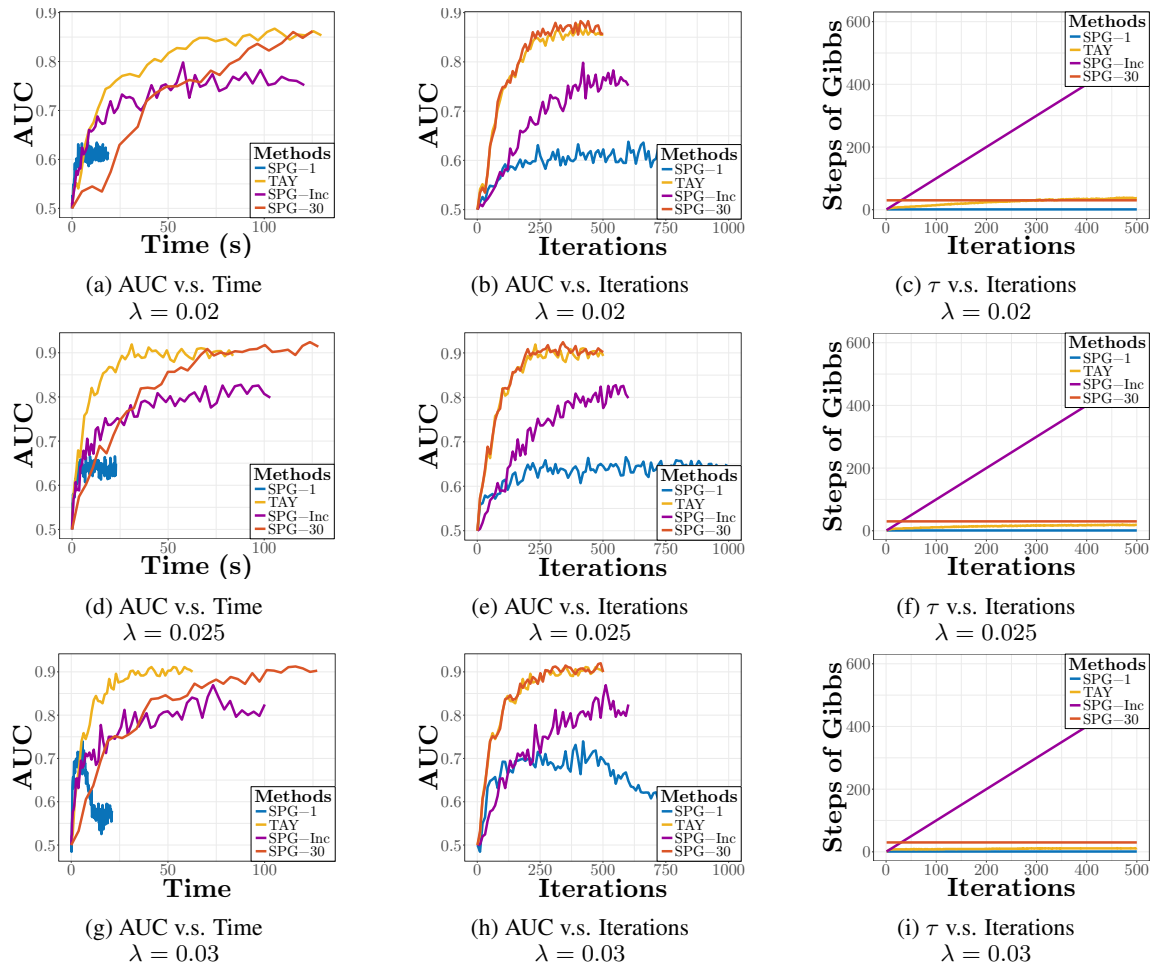 AUC
0.9
0.8
0.7
0.6
0.5
0
50
100
Time (s)
Methods
SPG−1
TAY
SPG−Inc
SPG−30
(a) AUC v.s. Time
λ = 0.02
AUC
0.9
0.8
0.7
0.6
0.5
0
250
500
750
1000
Iterations
Methods
SPG−1
TAY
SPG−Inc
SPG−30
(b) AUC v.s. Iterations
λ = 0.02
Steps of Gibbs
600
400
200
0
0
100
200
300
400
500
Iterations
Methods
SPG−1
TAY
SPG−Inc
SPG−30
(c) τ v.s. Iterations
λ = 0.02
AUC
0.9
0.8
0.7
0.6
0.5
0
50
100
Time (s)
Methods
SPG−1
TAY
SPG−Inc
SPG−30
(d) AUC v.s. Time
λ = 0.025
AUC
0.9
0.8
0.7
0.6
0.5
0
250
500
750
1000
Iterations
Methods
SPG−1
TAY
SPG−Inc
SPG−30
(e) AUC v.s. Iterations
λ = 0.025
Steps of Gibbs
600
400
200
0
0
100
200
300
400
500
Iterations
Methods
SPG−1
TAY
SPG−Inc
SPG−30
(f) τ v.s. Iterations
λ = 0.025
AUC
0.9
0.8
0.7
0.6
0.5
0
25
50
75
100
125
Time
Methods
SPG−1
TAY
SPG−Inc
SPG−30
(g) AUC v.s. Time
λ = 0.03
AUC
0.9
0.8
0.7
0.6
0.5
0
250
500
750
1000
Iterations
Methods
SPG−1
TAY
SPG−Inc
SPG−30
(h) AUC v.s. Iterations
λ = 0.03
Steps of Gibbs
600
400
200
0
0
100
200
300
400
500
Iterations
Methods
SPG−1
TAY
SPG−Inc
SPG−30
(i) τ v.s. Iterations
λ = 0.03